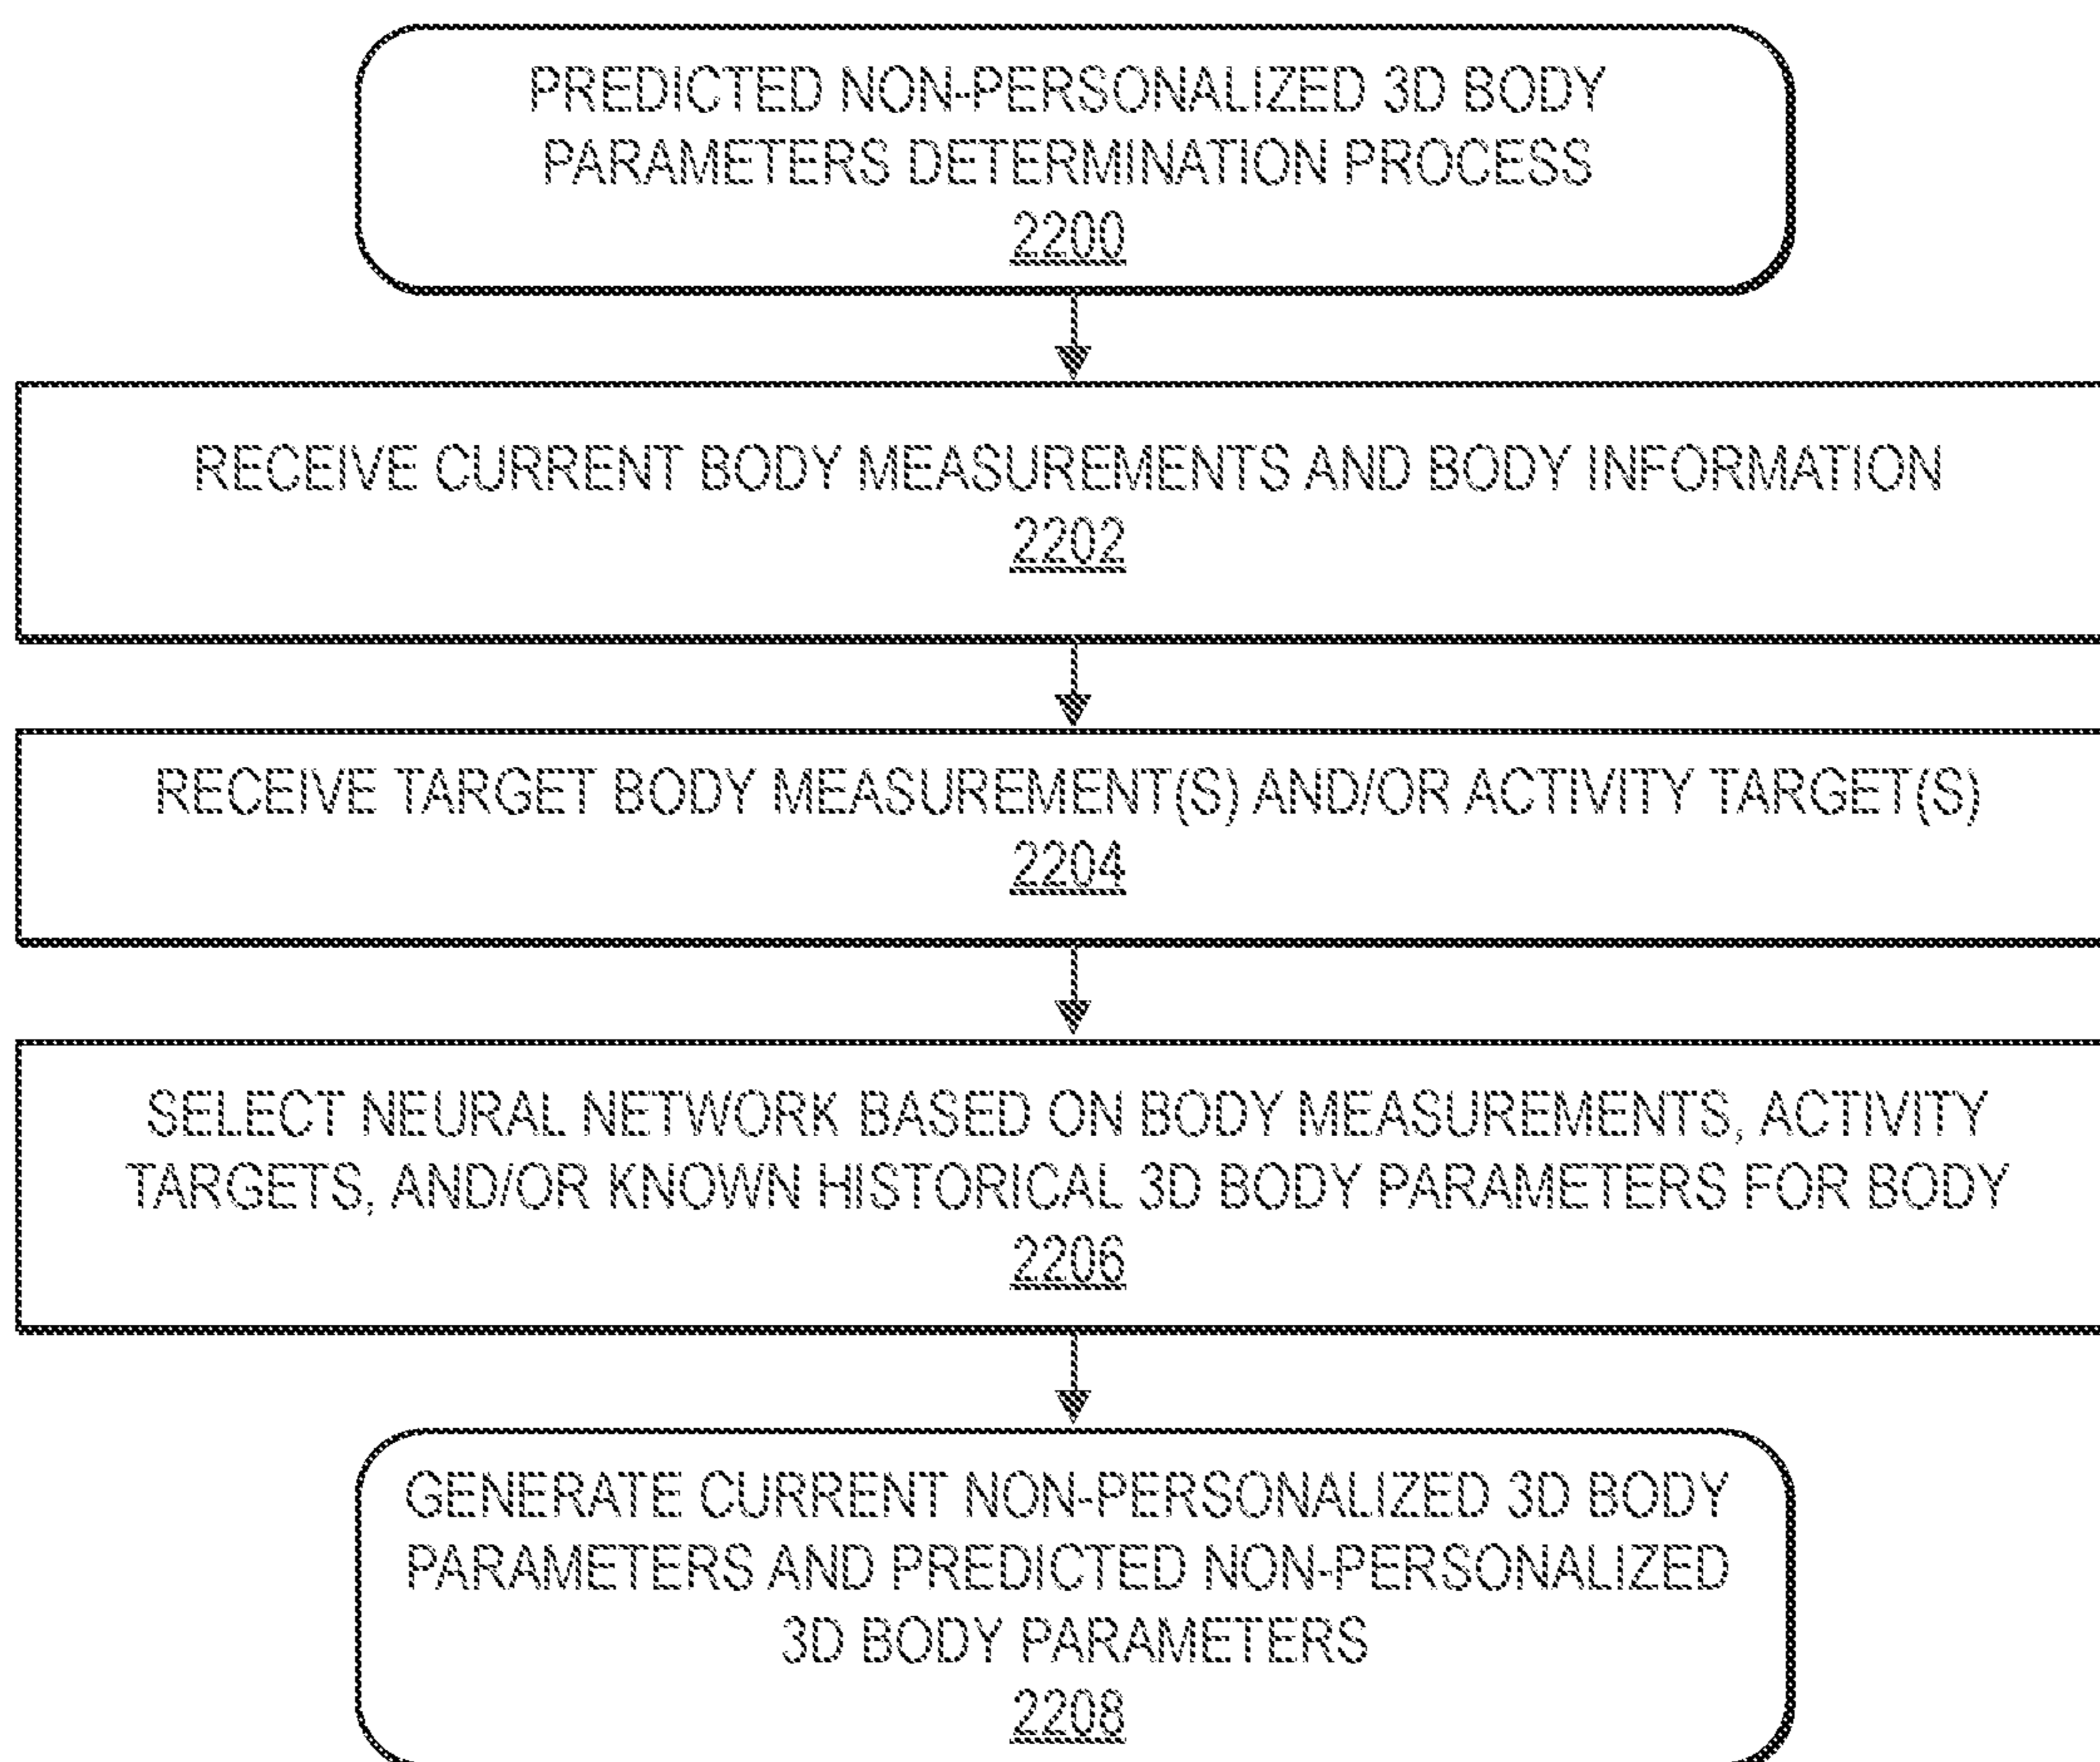 PREDICTED NON-PERSONALIZED 3D BODY
PARAMETERS DETERMINATION PROCESS
2200
RECEIVE CURRENT BODY MEASUREMENTS AND BODY INFORMATION
2202
RECEIVE TARGET BODY MEASUREMENT(S) AND/OR ACTIVITY TARGET(S)
2204
SELECT NEURAL NETWORK BASED ON BODY MEASUREMENTS, ACTIVITY
TARGETS, AND/OR KNOWN HISTORICAL 3D BODY PARAMETERS FOR BODY
2206
GENERATE CURRENT NON-PERSONALIZED 3D BODY
PARAMETERS AND PREDICTED NON-PERSONALIZED
3D BODY PARAMETERS
2208